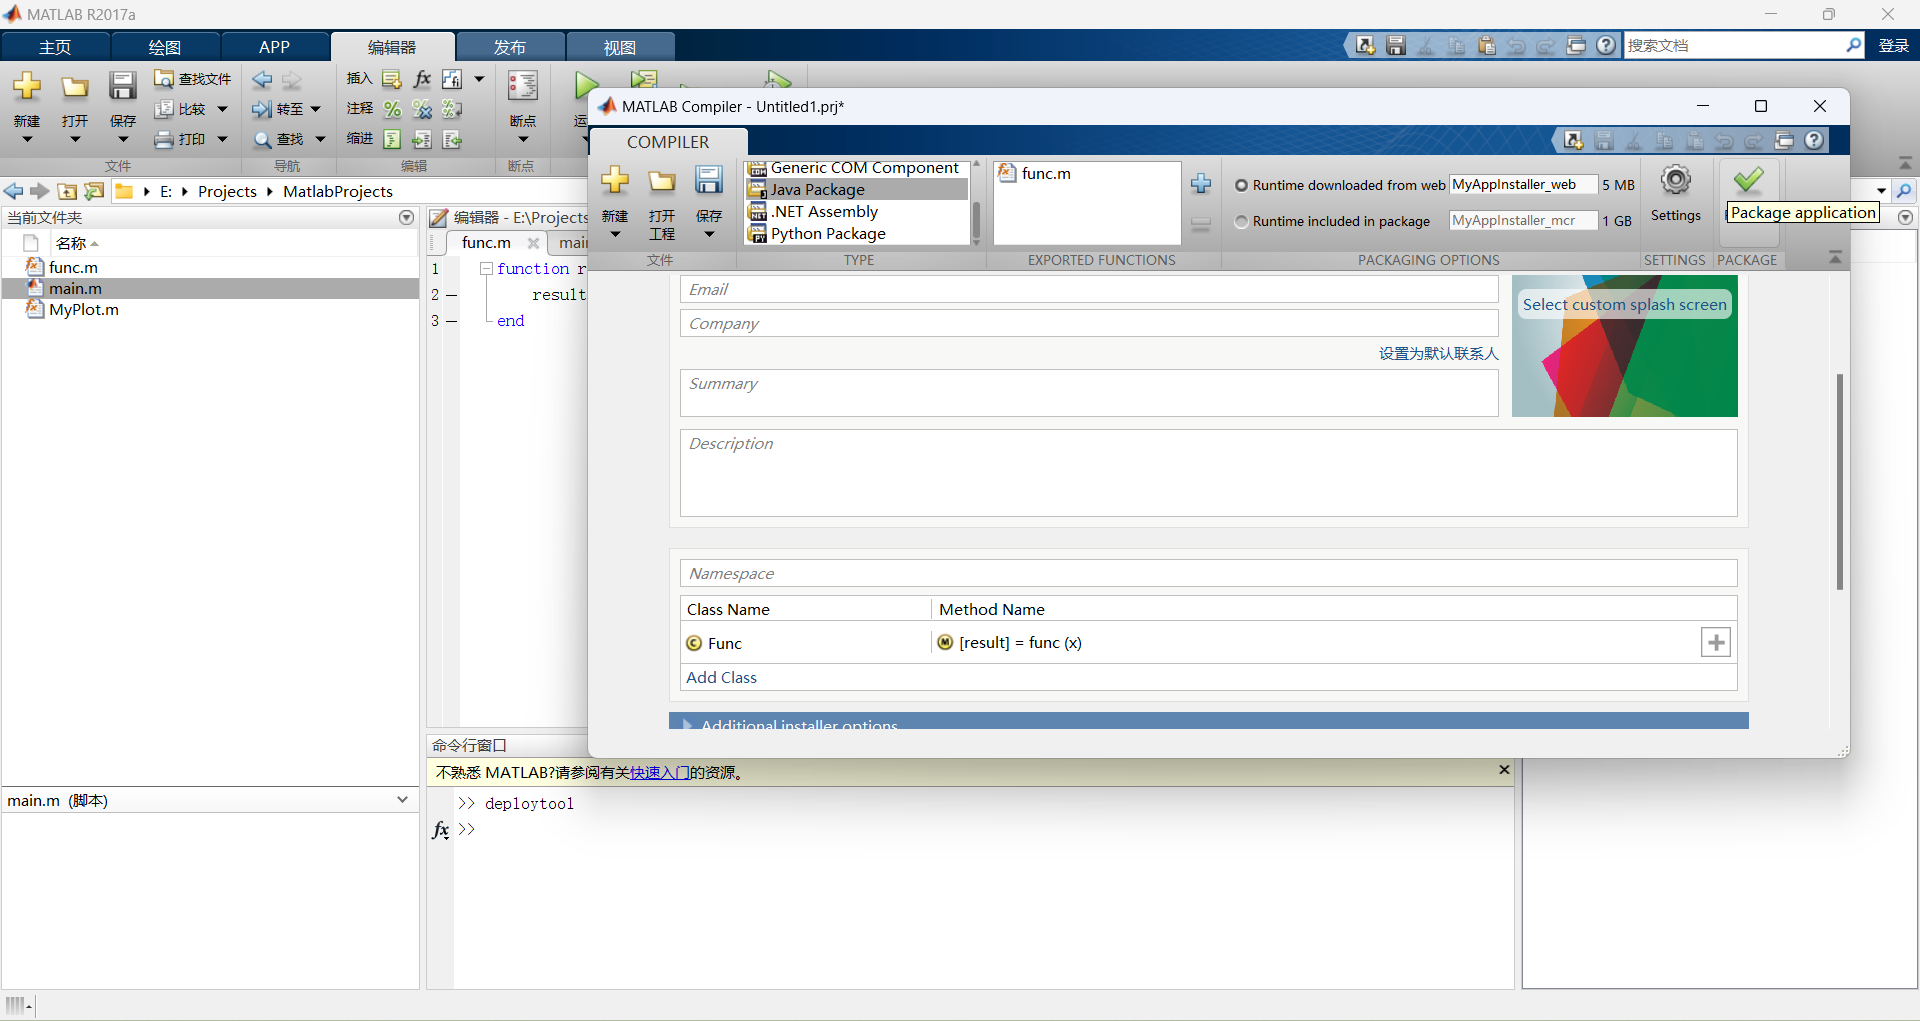 MATLAB R2017a
主页 绘图 APP 编辑器 发布 视图
搜索文档 登录
新建 打开 保存 查找文件 比较 打印
文件
转至 查找
导航
插入 fx
注释
缩进
编辑
断点
断点
运
E: Projects MatlabProjects
当前文件夹
名称
func.m
main.m
MyPlot.m
main.m (脚本)
编辑器 - E:\Projects
func.m main
1 function r
2 result
3 end
命令行窗口
不熟悉 MATLAB?请参阅有关快速入门的资源。
>> deploytool
fx >>
MATLAB Compiler - Untitled1.prj*
COMPILER
新建 打开工程 保存
文件
Generic COM Component
Java Package
.NET Assembly
Python Package
TYPE
func.m
EXPORTED FUNCTIONS
Runtime downloaded from web MyAppInstaller_web 5 MB
Runtime included in package MyAppInstaller_mcr 1 GB
PACKAGING OPTIONS
Settings
SETTINGS
Package application
PACKAGE
Email
Company
设置为默认联系人
Select custom splash screen
Summary
Description
Namespace
Class Name Method Name
Func [result] = func (x)
Add Class
Additional installer options